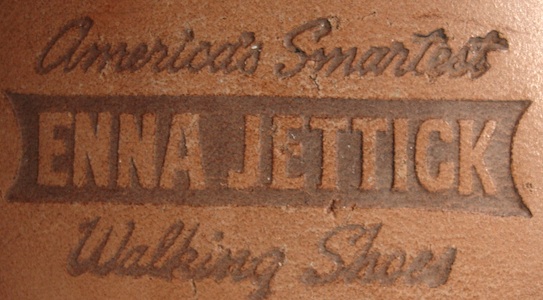 America's Smartest
ENNA JETTICK
Walking Shoes